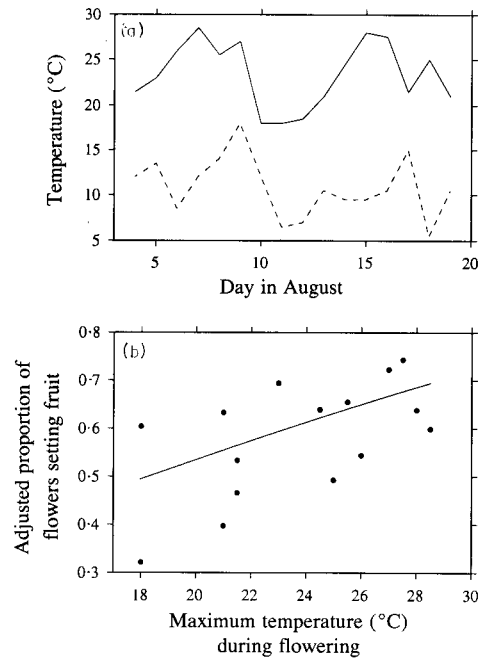 (a)
30
25
20
15
10
5
Temperature (°C)
5
10
15
20
Day in August
(b)
0·8
0·7
0·6
0·5
0·4
0·3
Adjusted proportion of
flowers setting fruit
18
20
22
24
26
28
30
Maximum temperature (°C)
during flowering